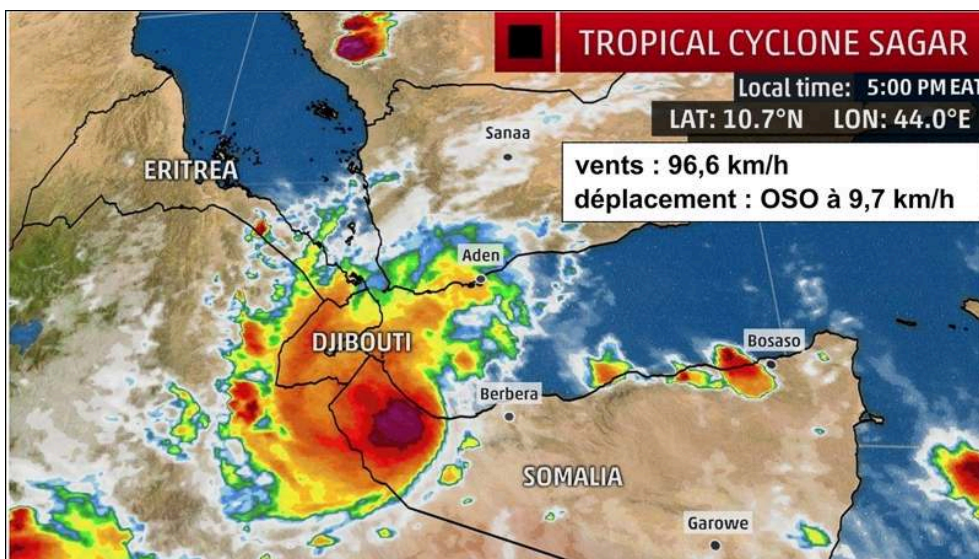 TROPICAL CYCLONE SAGAR
Local time: 5:00 PM EAT
LAT: 10.7°N LON: 44.0°E
vents : 96,6 km/h
déplacement : OSO à 9,7 km/h
Sanaa
ERITREA
Aden
DJIBOUTI
Bosaso
Berbera
SOMALIA
Garowe